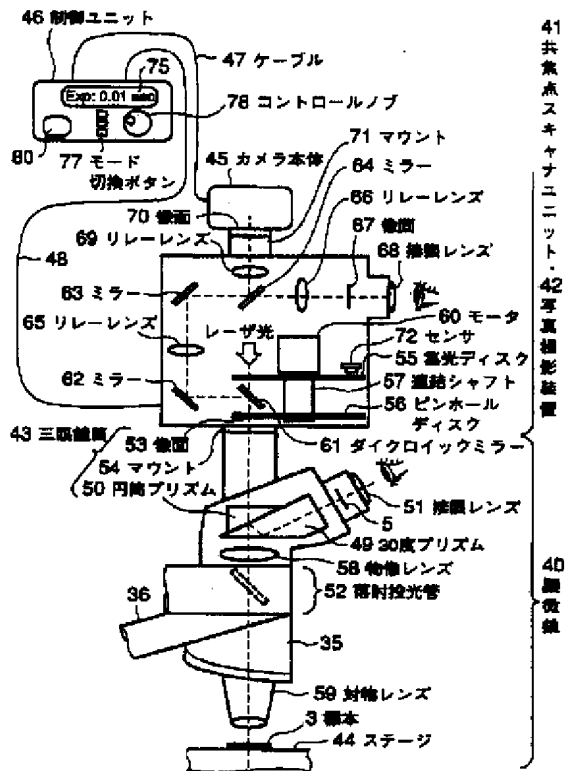 46 制御ユニット
75
Exp: 0.01 sec
47 ケーブル
78 コントロールノブ
80
77 モード
切換ボタン
71 マウント
45 カメラ本体
64 ミラー
70 像面
66 リレーレンズ
69 リレーレンズ
67 像面
68 接眼レンズ
48
63 ミラー
60 モータ
65 リレーレンズ
レーザ光
72 センサ
55 集光ディスク
62 ミラー
57 連結シャフト
56 ピンホール
ディスク
43 三眼鏡筒
53 像面
61 ダイクロイックミラー
54 マウント
50 円筒プリズム
51 接眼レンズ
5
49 30度プリズム
58 物像レンズ
52 落射投光管
36
35
59 対物レンズ
3 標本
44 ステージ
41 共焦点スキャナユニット・42 写真撮影装置
40 顕微鏡